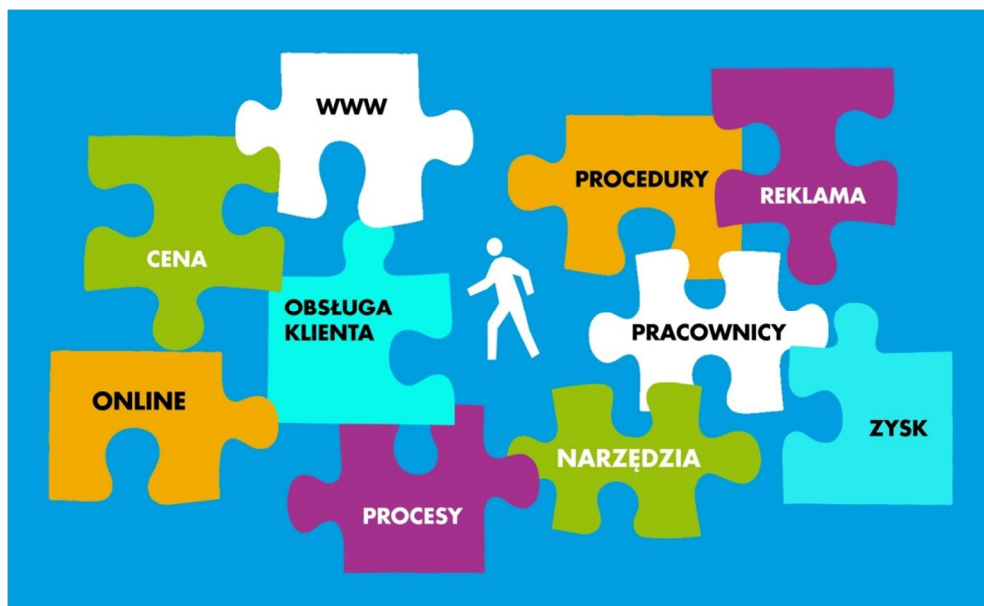 WWW
PROCEDURY
REKLAMA
CENA
OBSŁUGA
KLIENTA
PRACOWNICY
ONLINE
ZYSK
NARZĘDZIA
PROCESY